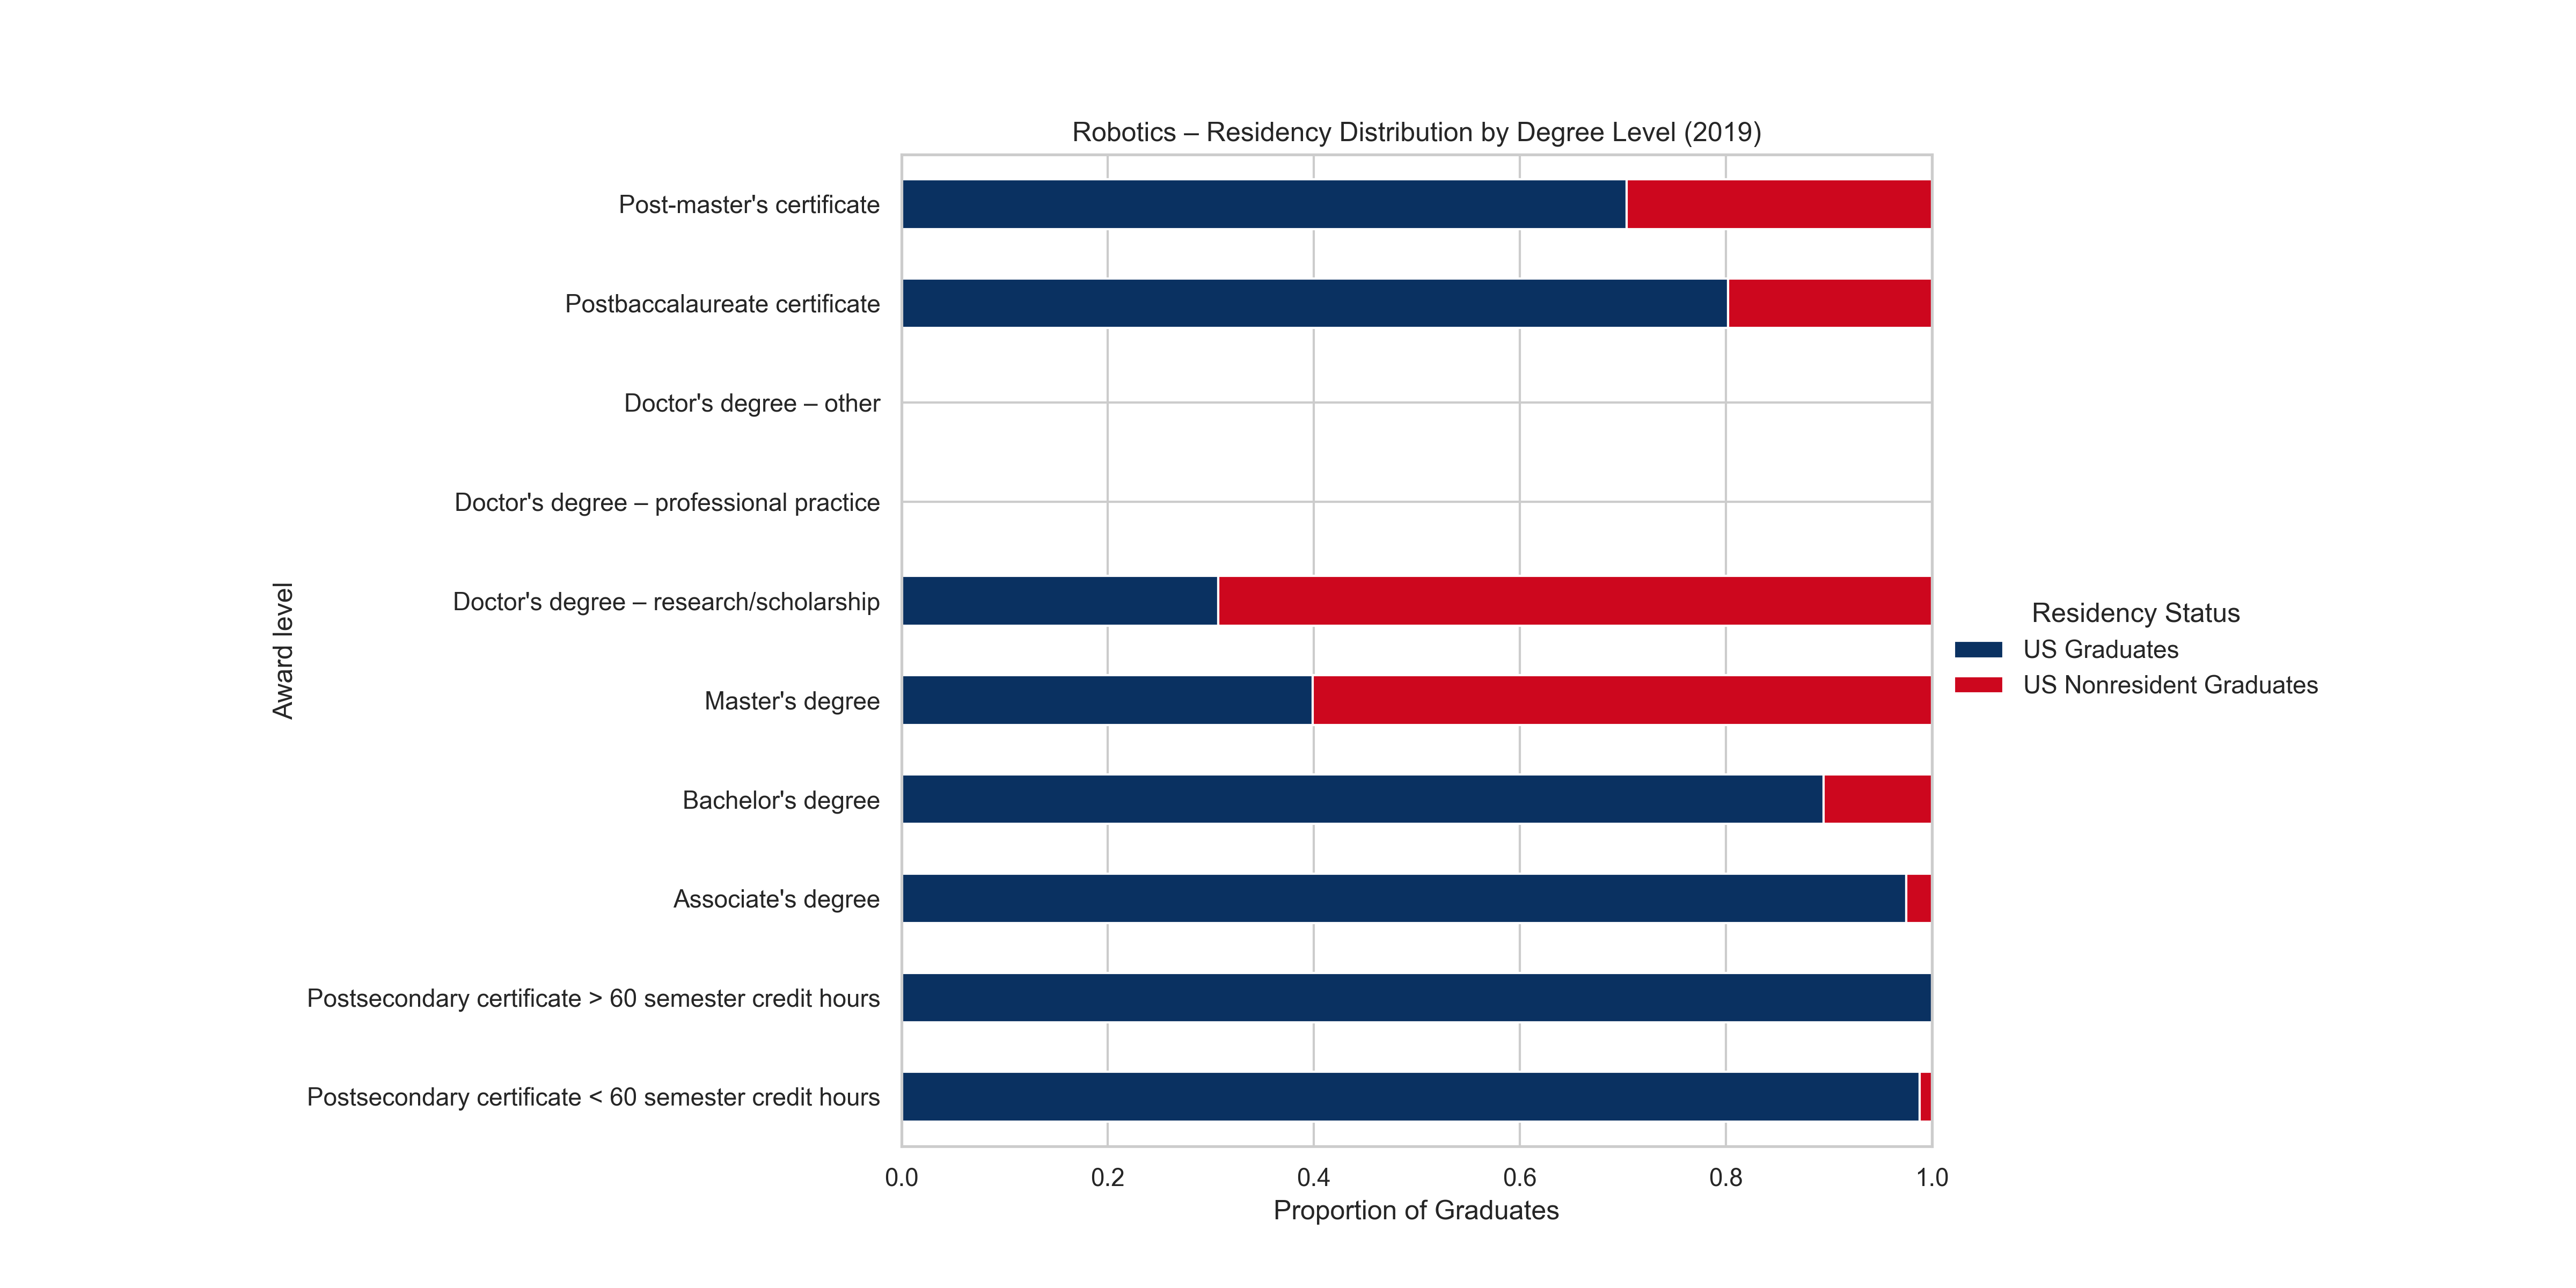 Robotics – Residency Distribution by Degree Level (2019)
Award level
Post-master's certificate
Postbaccalaureate certificate
Doctor's degree – other
Doctor's degree – professional practice
Doctor's degree – research/scholarship
Master's degree
Bachelor's degree
Associate's degree
Postsecondary certificate > 60 semester credit hours
Postsecondary certificate < 60 semester credit hours
0.0 0.2 0.4 0.6 0.8 1.0
Proportion of Graduates
Residency Status
US Graduates
US Nonresident Graduates